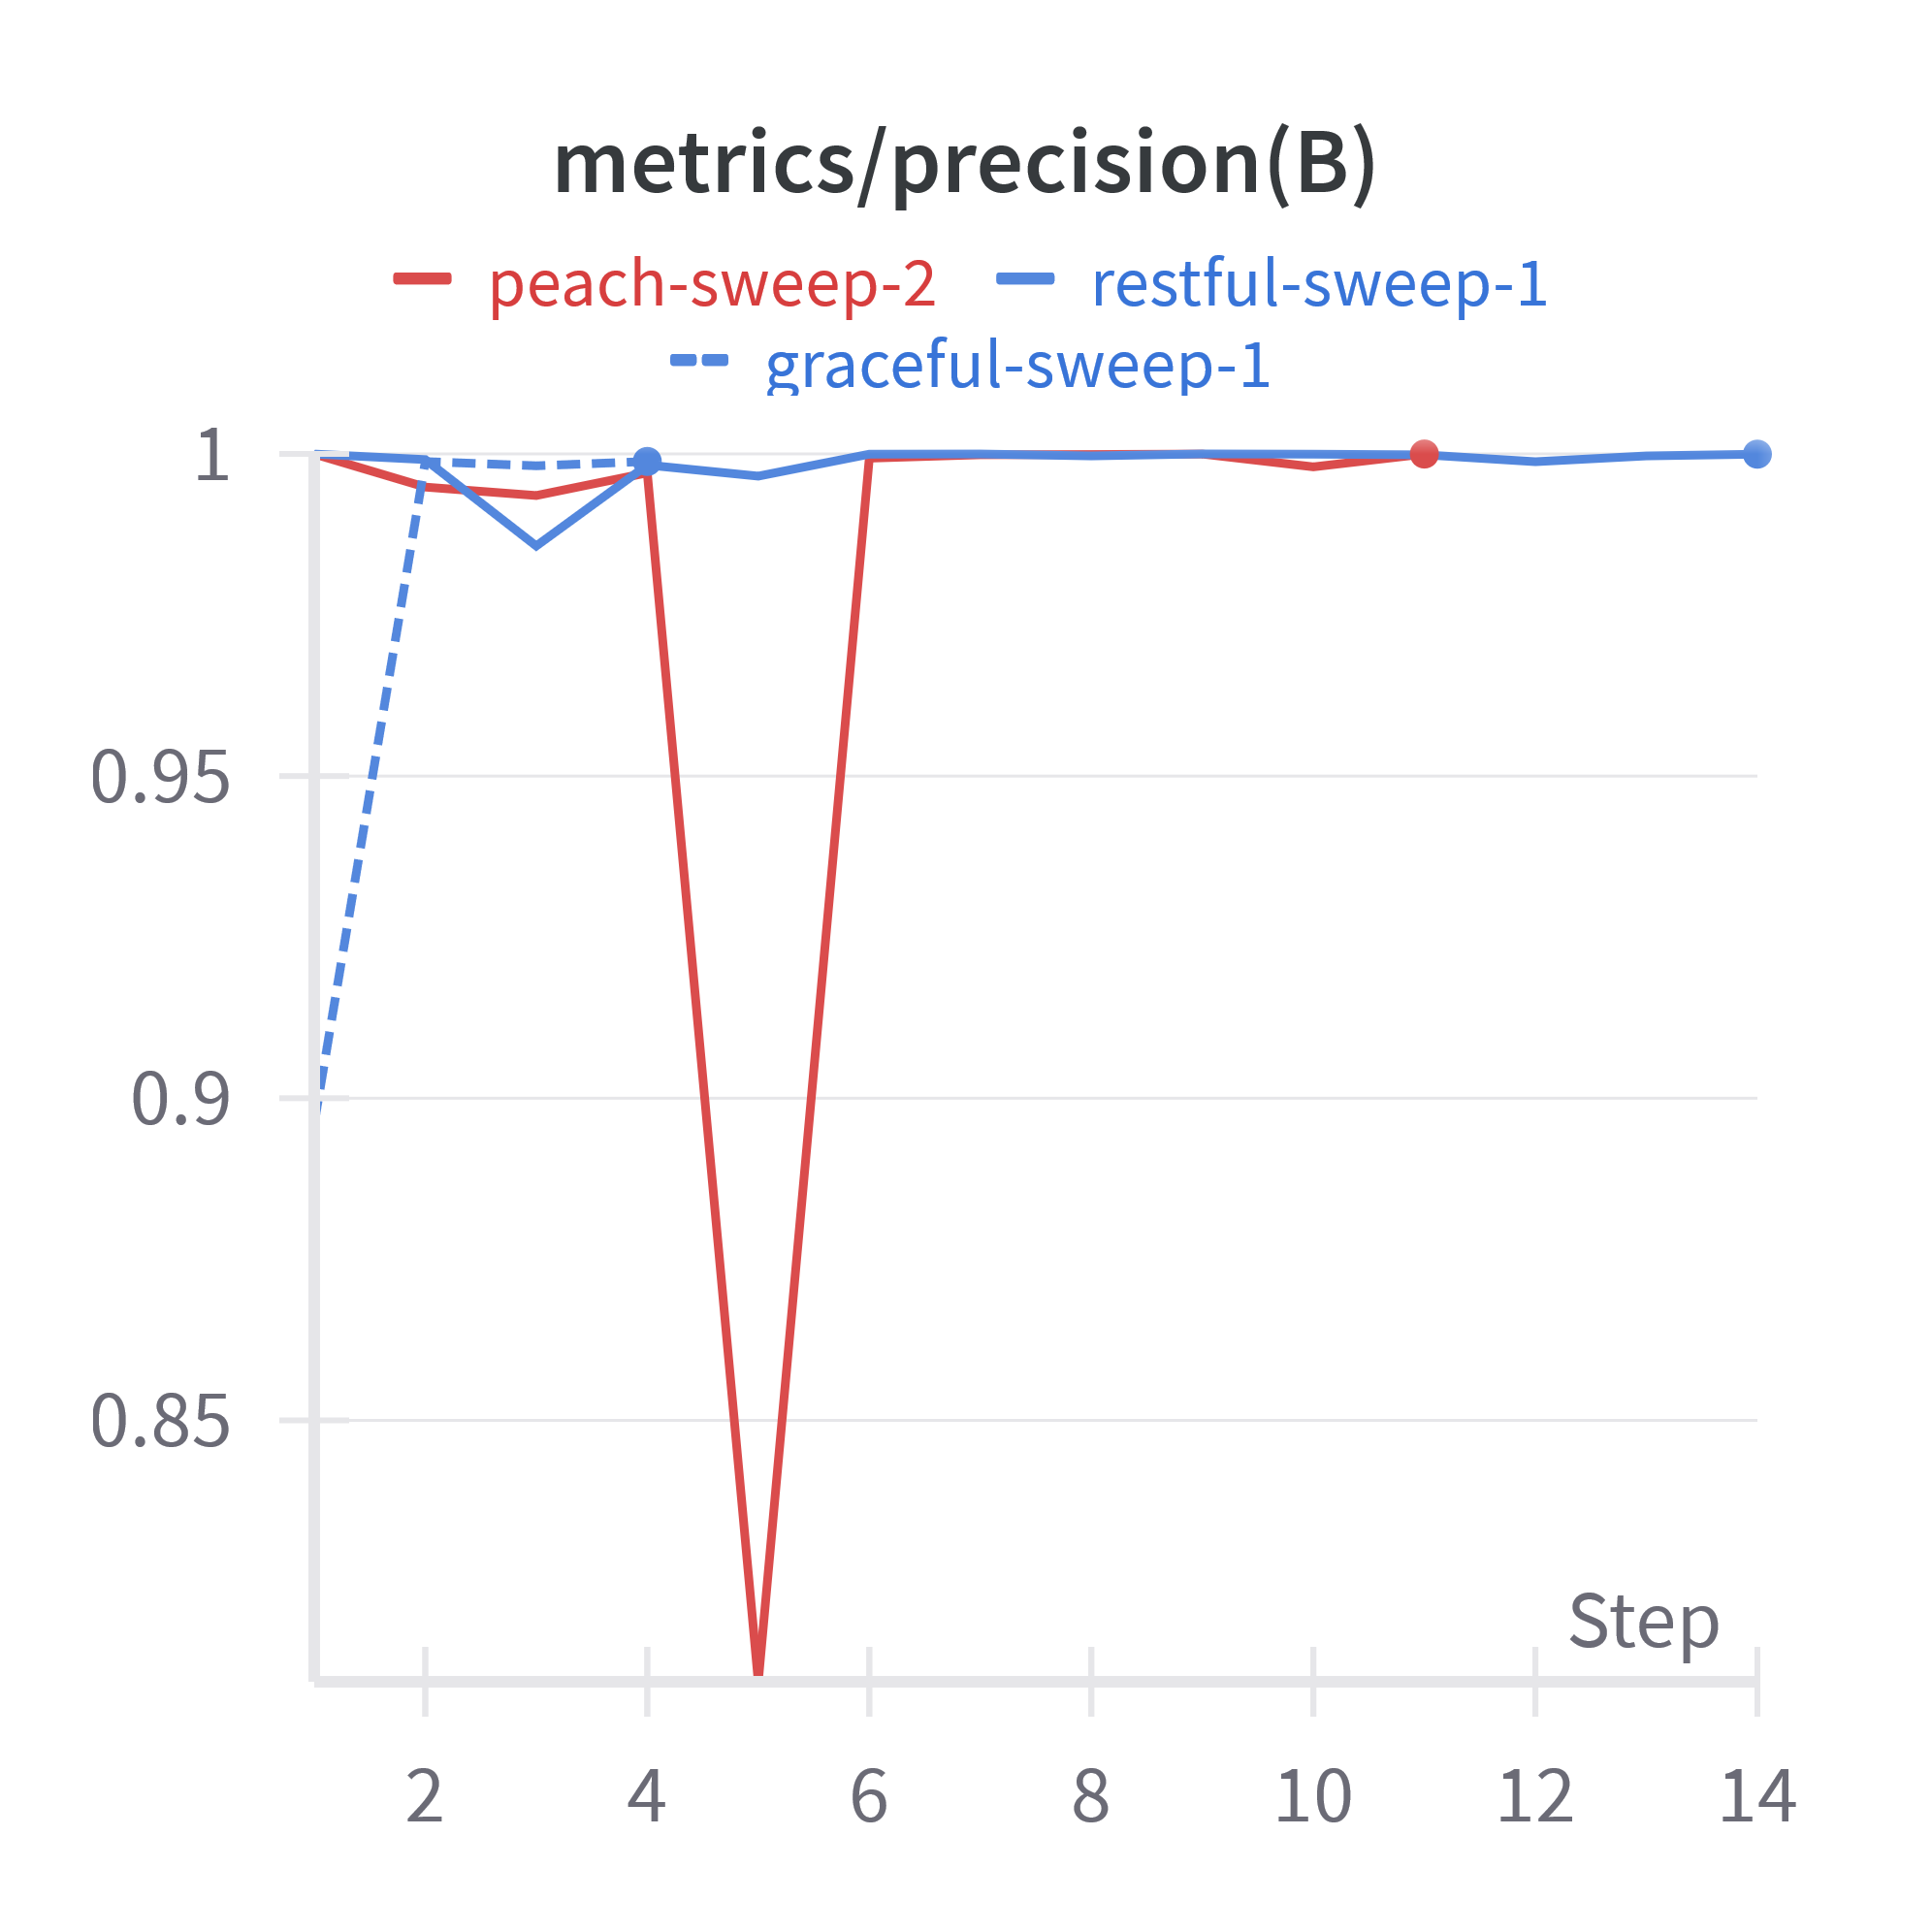 metrics/precision(B)
peach-sweep-2 restful-sweep-1
graceful-sweep-1
1
0.95
0.9
0.85
Step
2 4 6 8 10 12 14